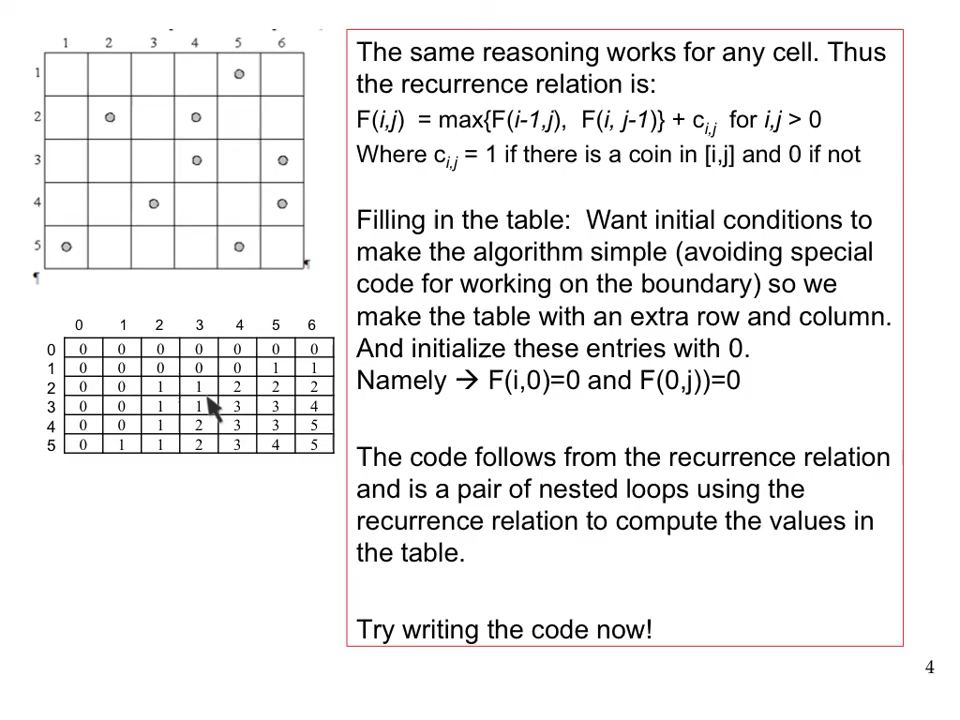 1 2 3 4 5 6
1
2
3
4
5
¶
¶
0 1 2 3 4 5 6
0 0 0 0 0 0 0 0
1 0 0 0 0 0 1 1
2 0 0 1 1 2 2 2
3 0 0 1 1 3 3 4
4 0 0 1 2 3 3 5
5 0 1 1 2 3 4 5
The same reasoning works for any cell. Thus
the recurrence relation is:
F(i,j) = max{F(i-1,j), F(i, j-1)} + ci,j for i,j > 0
Where ci,j = 1 if there is a coin in [i,j] and 0 if not
Filling in the table: Want initial conditions to
make the algorithm simple (avoiding special
code for working on the boundary) so we
make the table with an extra row and column.
And initialize these entries with 0.
Namely → F(i,0)=0 and F(0,j))=0
The code follows from the recurrence relation
and is a pair of nested loops using the
recurrence relation to compute the values in
the table.
Try writing the code now!
4